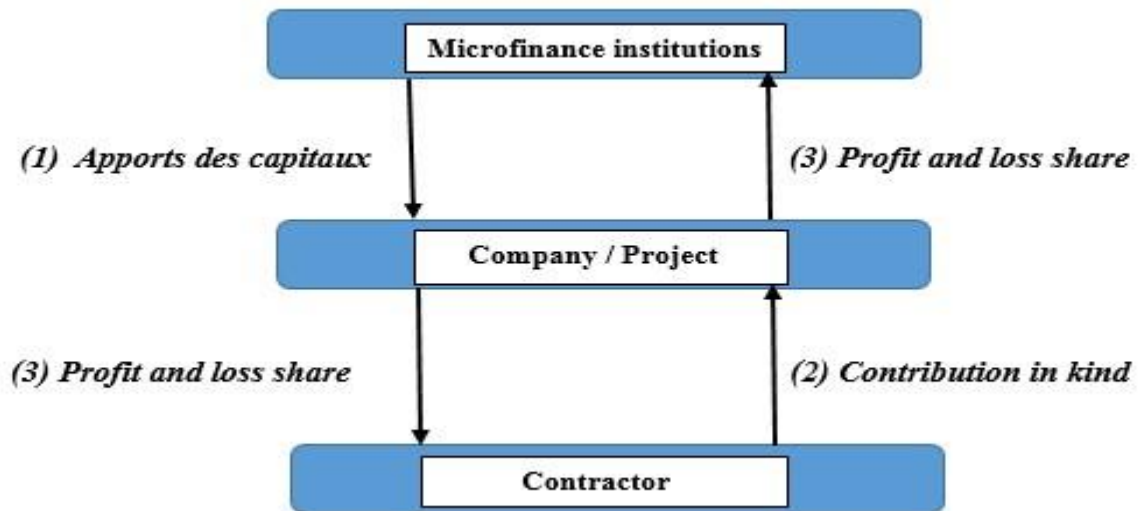 Microfinance institutions
(1) Apports des capitaux
(3) Profit and loss share
Company / Project
(3) Profit and loss share
(2) Contribution in kind
Contractor